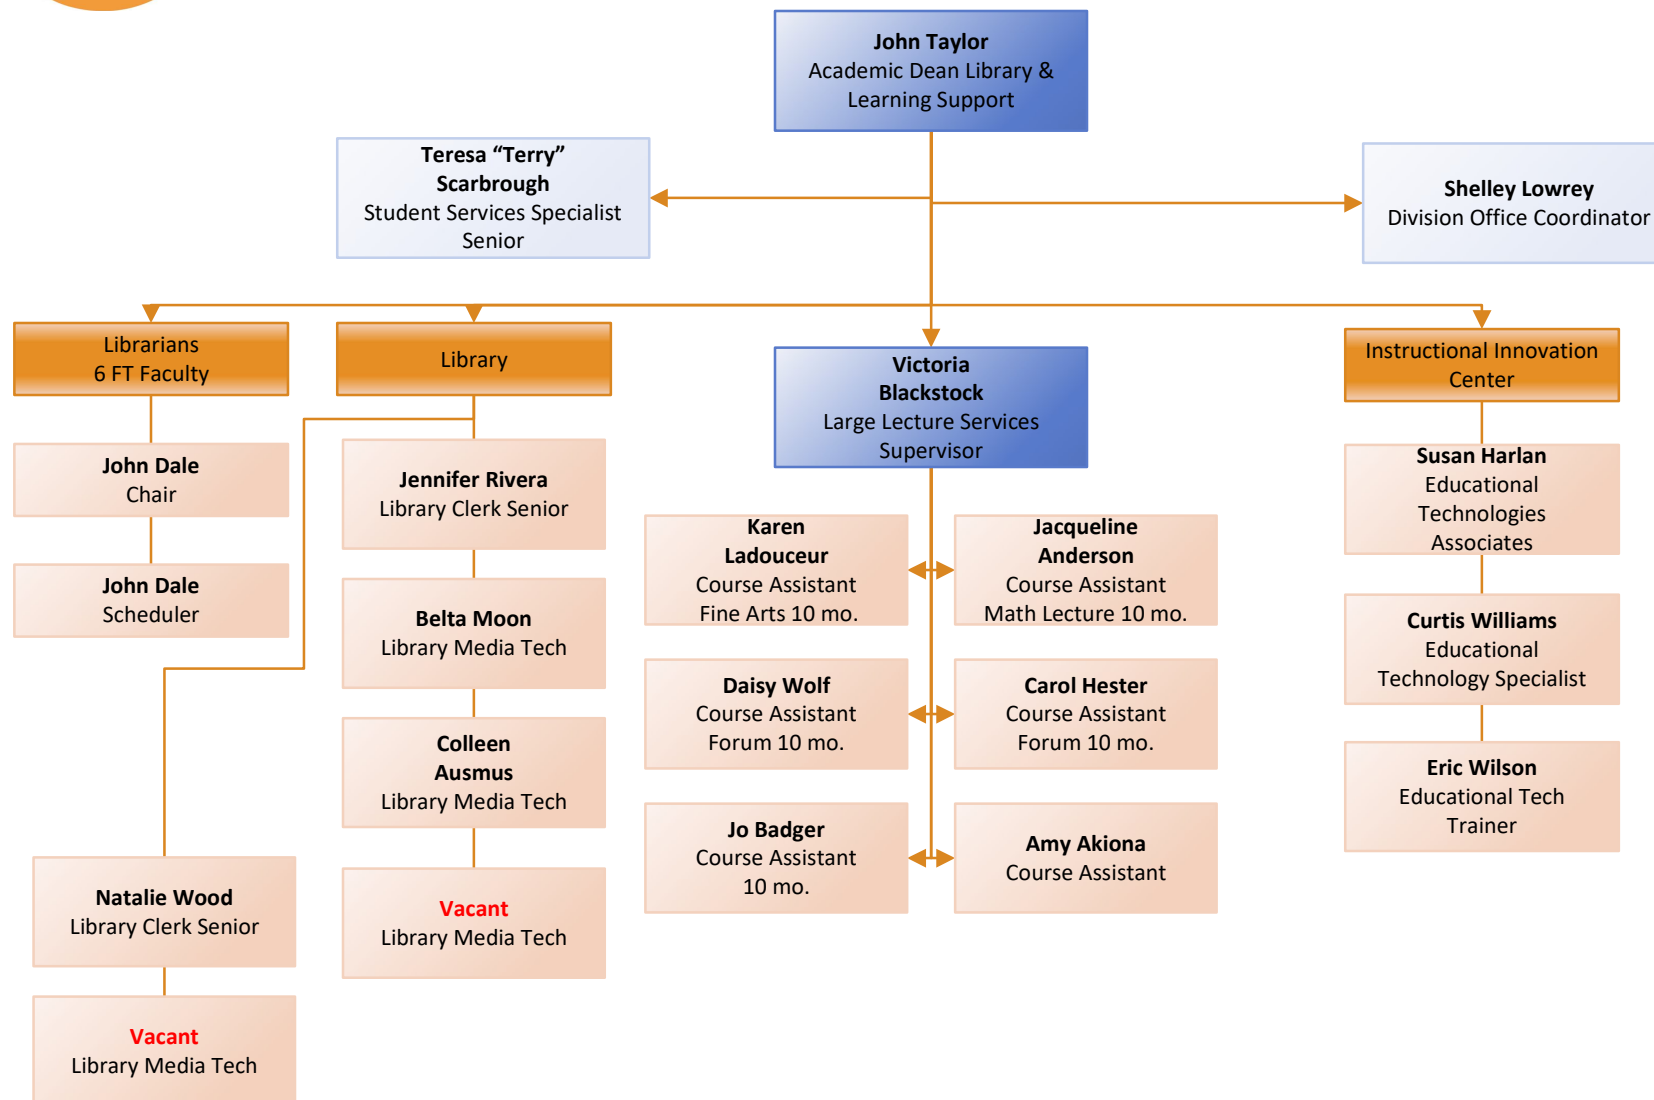 John Taylor
Academic Dean Library &
Learning Support
Teresa “Terry”
Scarbrough
Student Services Specialist
Senior
Shelley Lowrey
Division Office Coordinator
Librarians
6 FT Faculty
Library
Victoria
Blackstock
Large Lecture Services
Supervisor
Instructional Innovation
Center
John Dale
Chair
John Dale
Scheduler
Jennifer Rivera
Library Clerk Senior
Belta Moon
Library Media Tech
Colleen
Ausmus
Library Media Tech
Vacant
Library Media Tech
Natalie Wood
Library Clerk Senior
Vacant
Library Media Tech
Karen
Ladouceur
Course Assistant
Fine Arts 10 mo.
Jacqueline
Anderson
Course Assistant
Math Lecture 10 mo.
Daisy Wolf
Course Assistant
Forum 10 mo.
Carol Hester
Course Assistant
Forum 10 mo.
Jo Badger
Course Assistant
10 mo.
Amy Akiona
Course Assistant
Susan Harlan
Educational
Technologies
Associates
Curtis Williams
Educational
Technology Specialist
Eric Wilson
Educational Tech
Trainer